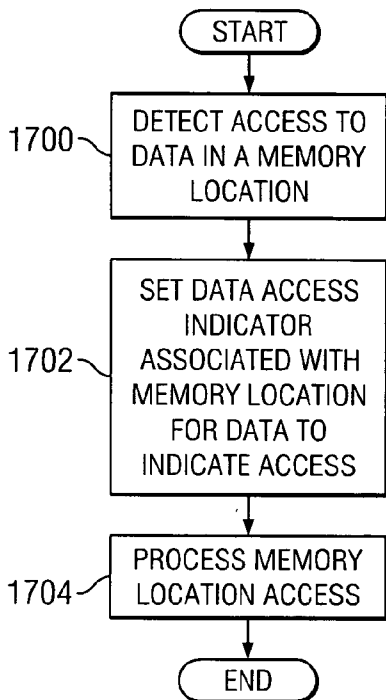 START
1700
DETECT ACCESS TO
DATA IN A MEMORY
LOCATION
1702
SET DATA ACCESS
INDICATOR
ASSOCIATED WITH
MEMORY LOCATION
FOR DATA TO
INDICATE ACCESS
1704
PROCESS MEMORY
LOCATION ACCESS
END